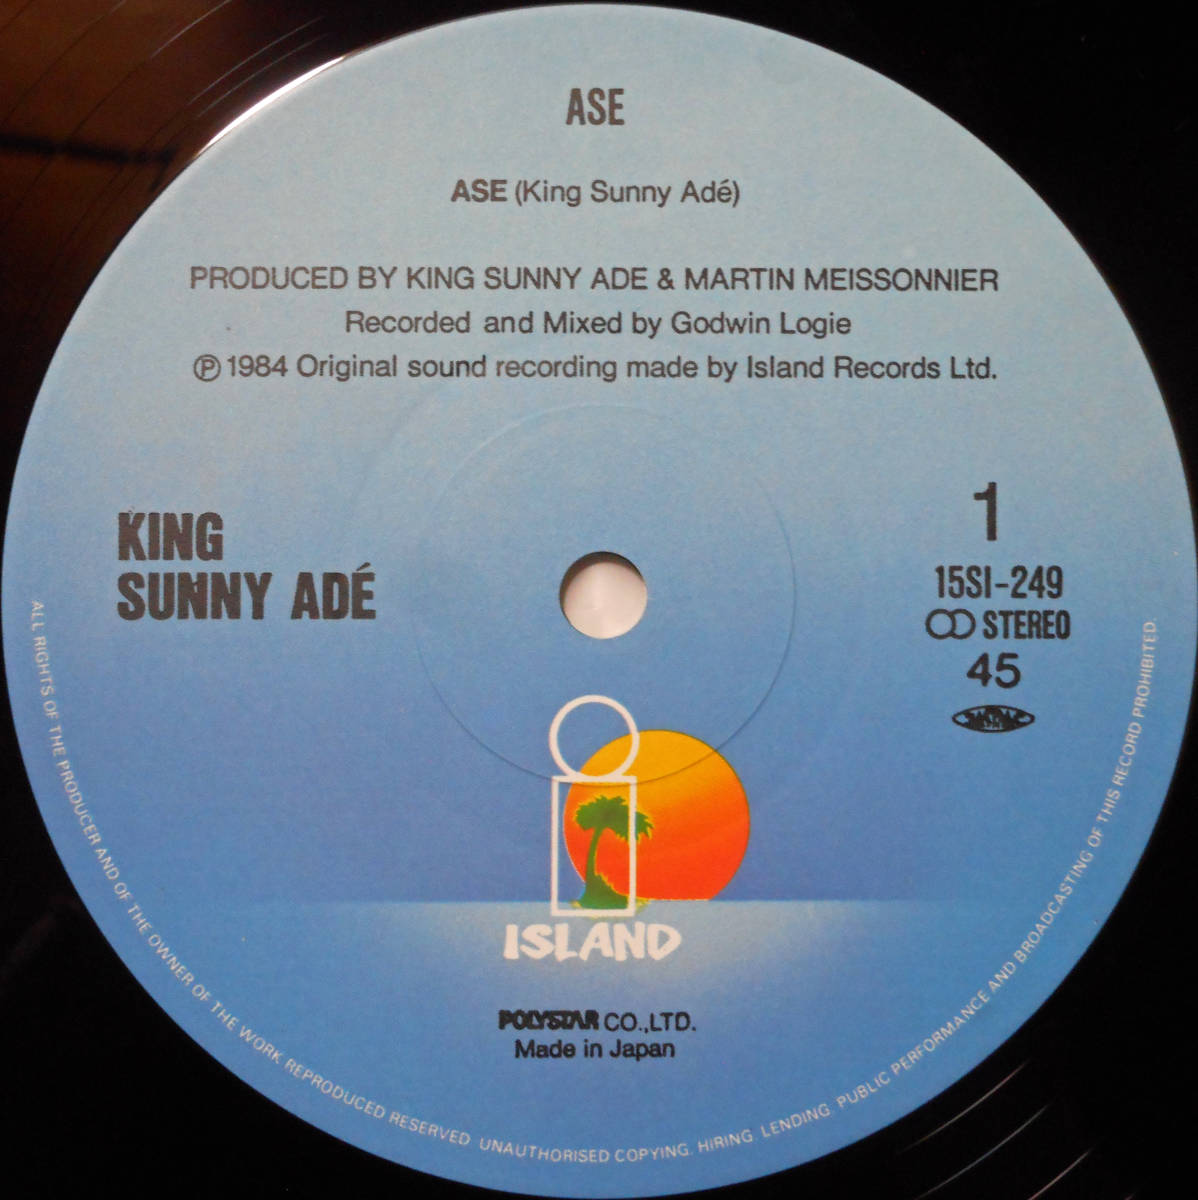 ASE
ASE (King Sunny Adé)
PRODUCED BY KING SUNNY ADE & MARTIN MEISSONNIER
Recorded and Mixed by Godwin Logie
℗ 1984 Original sound recording made by Island Records Ltd.
KING
SUNNY ADÉ
1
15SI-249
STEREO
45
ISLAND
POLYSTAR CO.,LTD.
Made in Japan
ALL RIGHTS OF THE PRODUCER AND OF THE OWNER OF THE WORK REPRODUCED RESERVED. UNAUTHORISED COPYING. HIRING. LENDING. PUBLIC PERFORMANCE AND BROADCASTING OF THIS RECORD PROHIBITED.